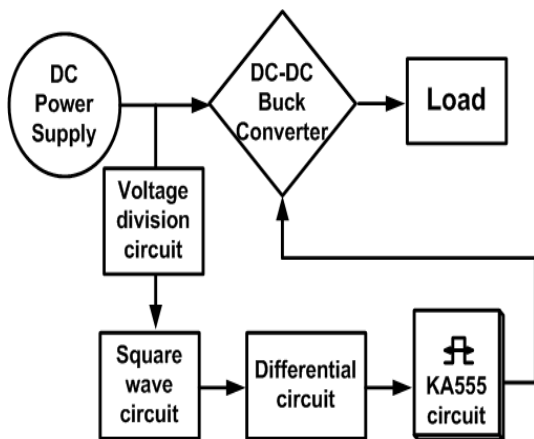 DC
Power
Supply
DC-DC
Buck
Converter
Load
Voltage
division
circuit
Square
wave
circuit
Differential
circuit
KA555
circuit